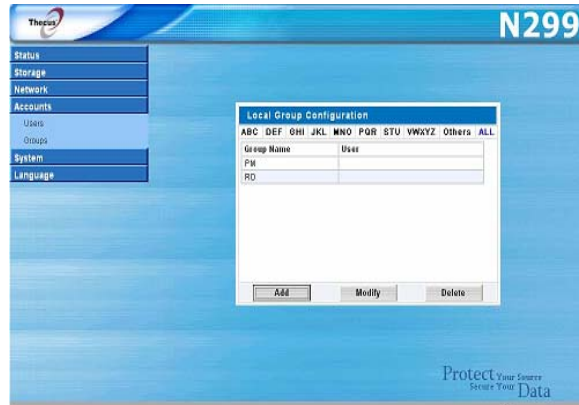 Thecus
N299
Status
Storage
Network
Accounts
Users
Groups
System
Language
Local Group Configuration
ABC DEF GHI JKL MNO PQR STU VWXYZ Others ALL
Group Name User
PM
RD
Add Modify Delete
Protect Your Source
Secure Your Data